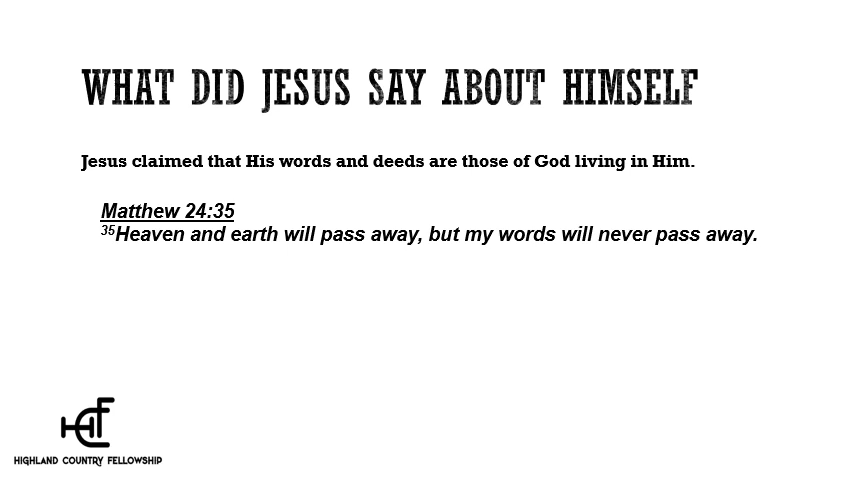 WHAT DID JESUS SAY ABOUT HIMSELF
Jesus claimed that His words and deeds are those of God living in Him.
Matthew 24:35
35Heaven and earth will pass away, but my words will never pass away.
HCF
HIGHLAND COUNTRY FELLOWSHIP